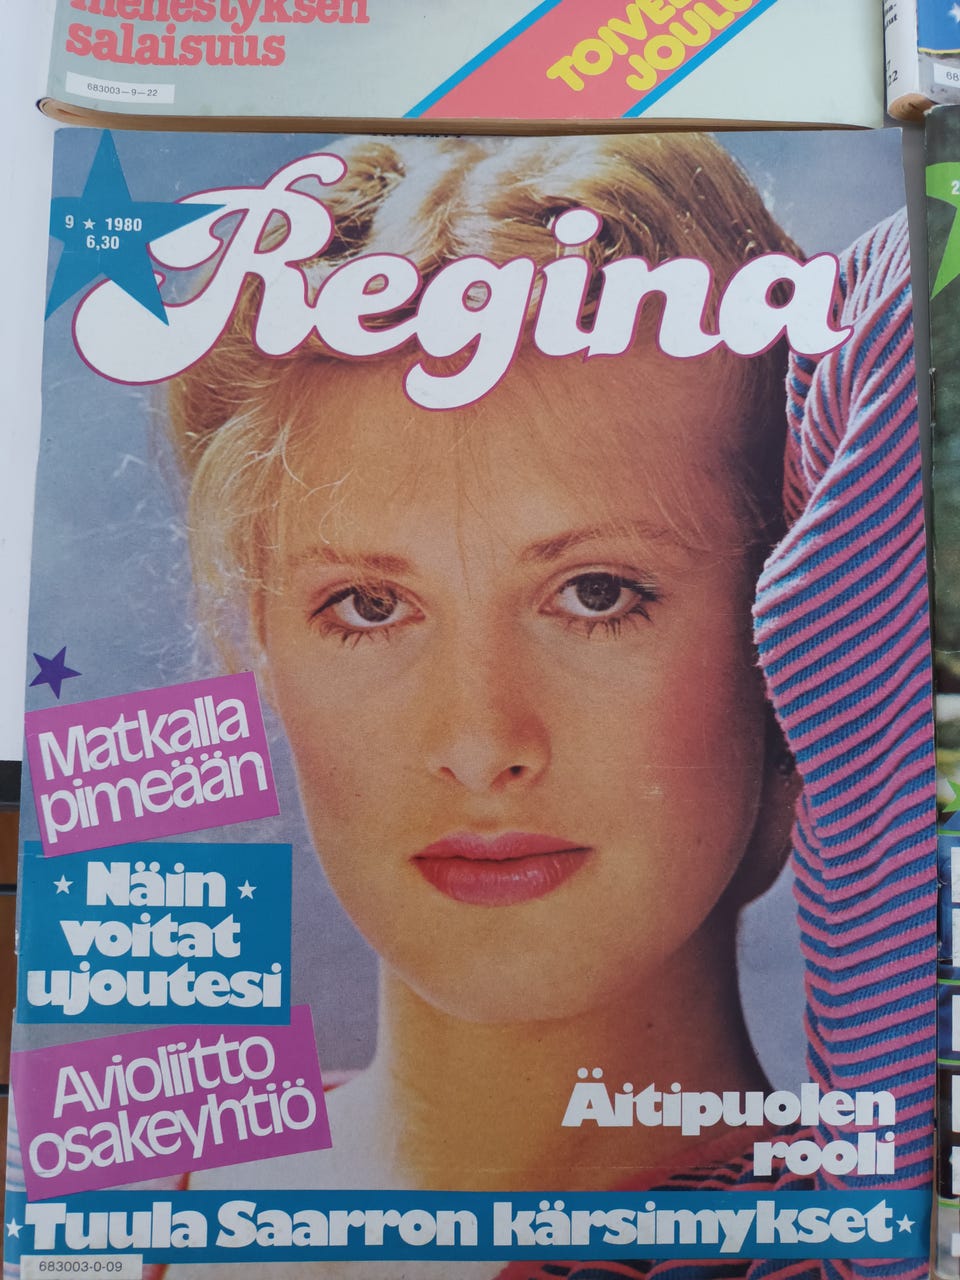 menestyksen
salaisuus
683003—9—22
9 ★ 1980
6,30
Regina
Matkalla
pimeään
★ Näin ★
voitat
ujoutesi
Avioliitto
osakeyhtiö
Äitipuolen
rooli
★Tuula Saarron kärsimykset★
683003-0-09